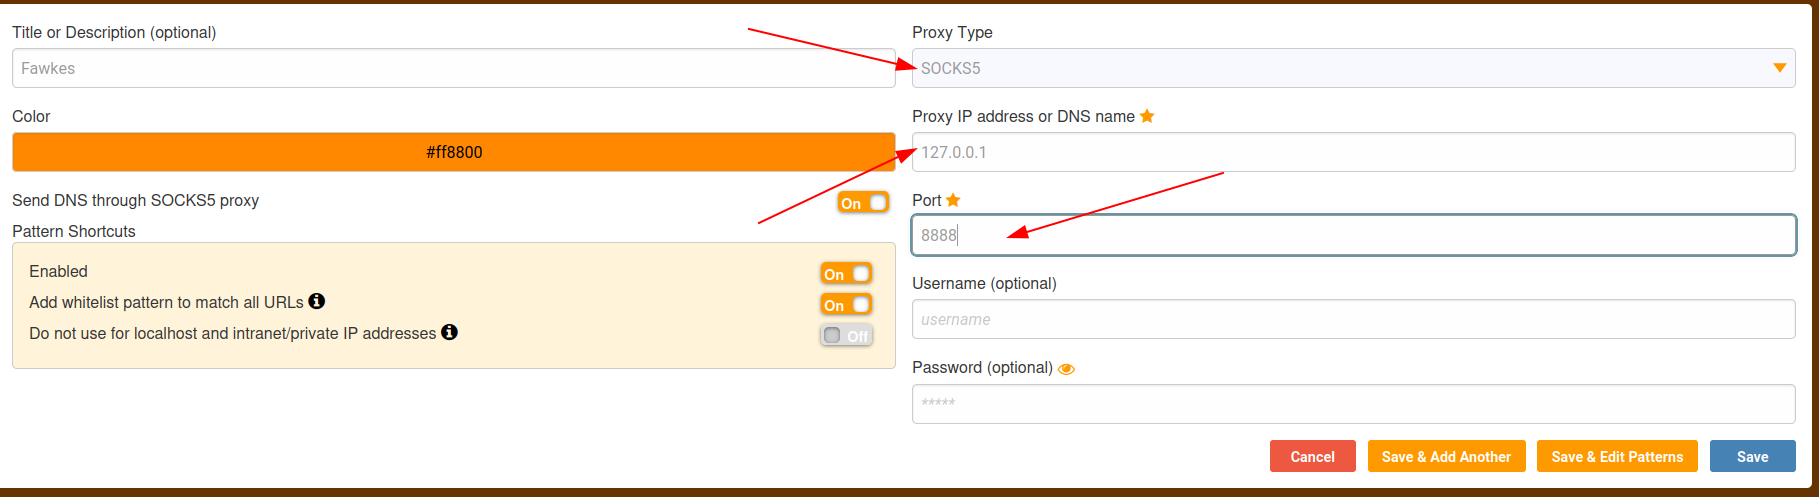 Title or Description (optional)
Fawkes
Color
#ff8800
Send DNS through SOCKS5 proxy
On
Pattern Shortcuts
Enabled
On
Add whitelist pattern to match all URLs
On
Do not use for localhost and intranet/private IP addresses
Off
Proxy Type
SOCKS5
Proxy IP address or DNS name
127.0.0.1
Port
8888
Username (optional)
username
Password (optional)
*****
Cancel
Save & Add Another
Save & Edit Patterns
Save